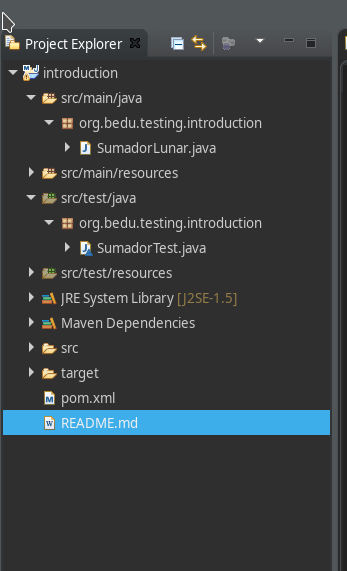 Project Explorer
introduction
src/main/java
org.bedu.testing.introduction
SumadorLunar.java
src/main/resources
src/test/java
org.bedu.testing.introduction
SumadorTest.java
src/test/resources
JRE System Library [J2SE-1.5]
Maven Dependencies
src
target
pom.xml
README.md